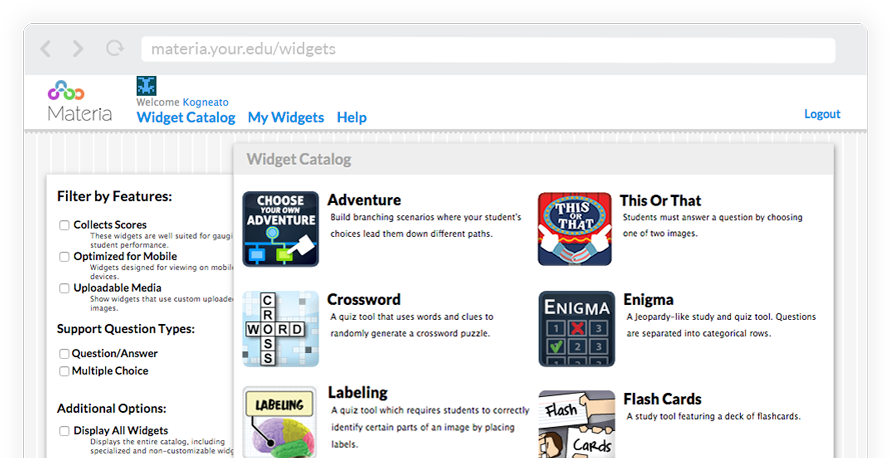 materia.your.edu/widgets
Materia
Welcome Kogneato
Widget Catalog My Widgets Help
Logout
Widget Catalog
Filter by Features:
Collects Scores
These widgets are well suited for gaugi
student performance.
Optimized for Mobile
Widgets designed for viewing on mobil
devices.
Uploadable Media
Show widgets that use custom uploade
images.
Support Question Types:
Question/Answer
Multiple Choice
Additional Options:
Display All Widgets
Displays the entire catalog, including
specialized and non-customizable widg
CHOOSE
YOUR OWN
ADVENTURE
Adventure
Build branching scenarios where your student's
choices lead them down different paths.
THIS
OR
THAT
This Or That
Students must answer a question by choosing
one of two images.
CROSS
WORD
Crossword
A quiz tool that uses words and clues to
randomly generate a crossword puzzle.
ENIGMA
1 3
2 3
Enigma
A Jeopardy-like study and quiz tool. Questions
are separated into categorical rows.
LABELING
Labeling
A quiz tool which requires students to correctly
identify certain parts of an image by placing
labels.
Flash
Cards
Flash Cards
A study tool featuring a deck of flashcards.